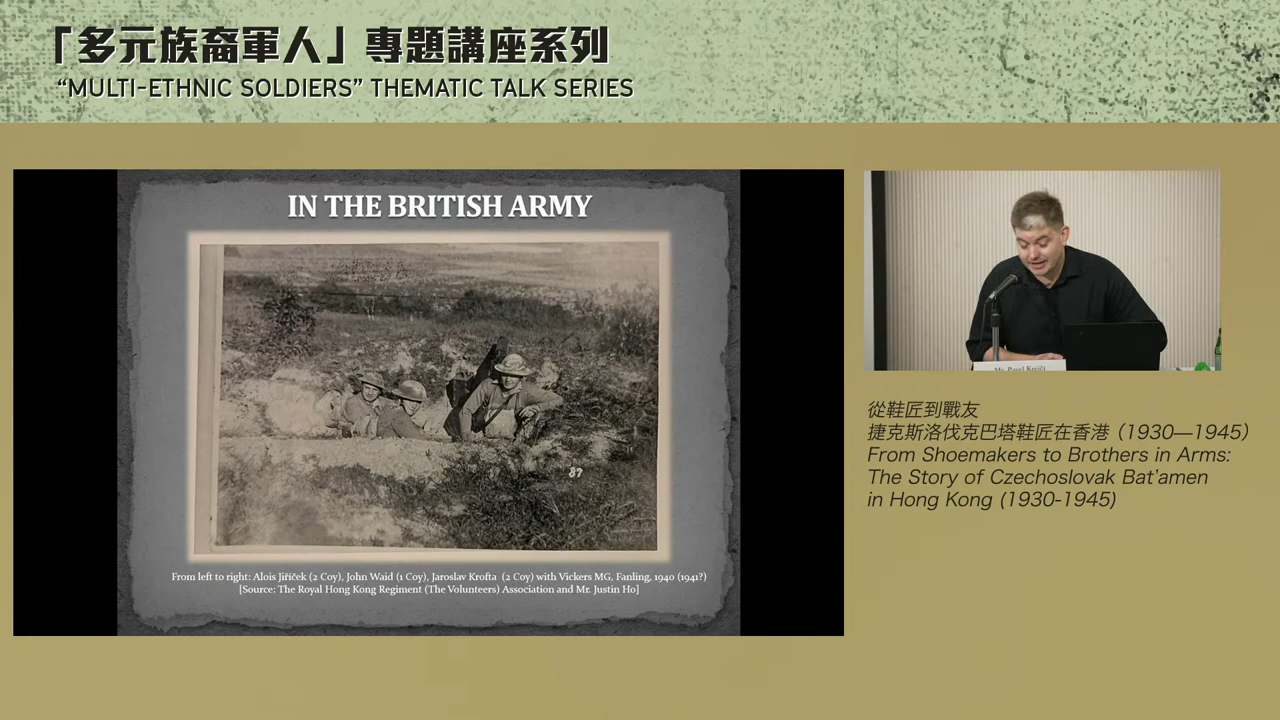 「多元族裔軍人」專題講座系列
“MULTI-ETHNIC SOLDIERS” THEMATIC TALK SERIES
IN THE BRITISH ARMY
87
From left to right: Alois Jiříček (2 Coy), John Waid (1 Coy), Jaroslav Krofta (2 Coy) with Vickers MG, Fanling, 1940 (1941?)
[Source: The Royal Hong Kong Regiment (The Volunteers) Association and Mr. Justin Ho]
Mr. Pavel Krejčí
從鞋匠到戰友
捷克斯洛伐克巴塔鞋匠在香港（1930—1945）
From Shoemakers to Brothers in Arms:
The Story of Czechoslovak Bat’amen
in Hong Kong (1930-1945)